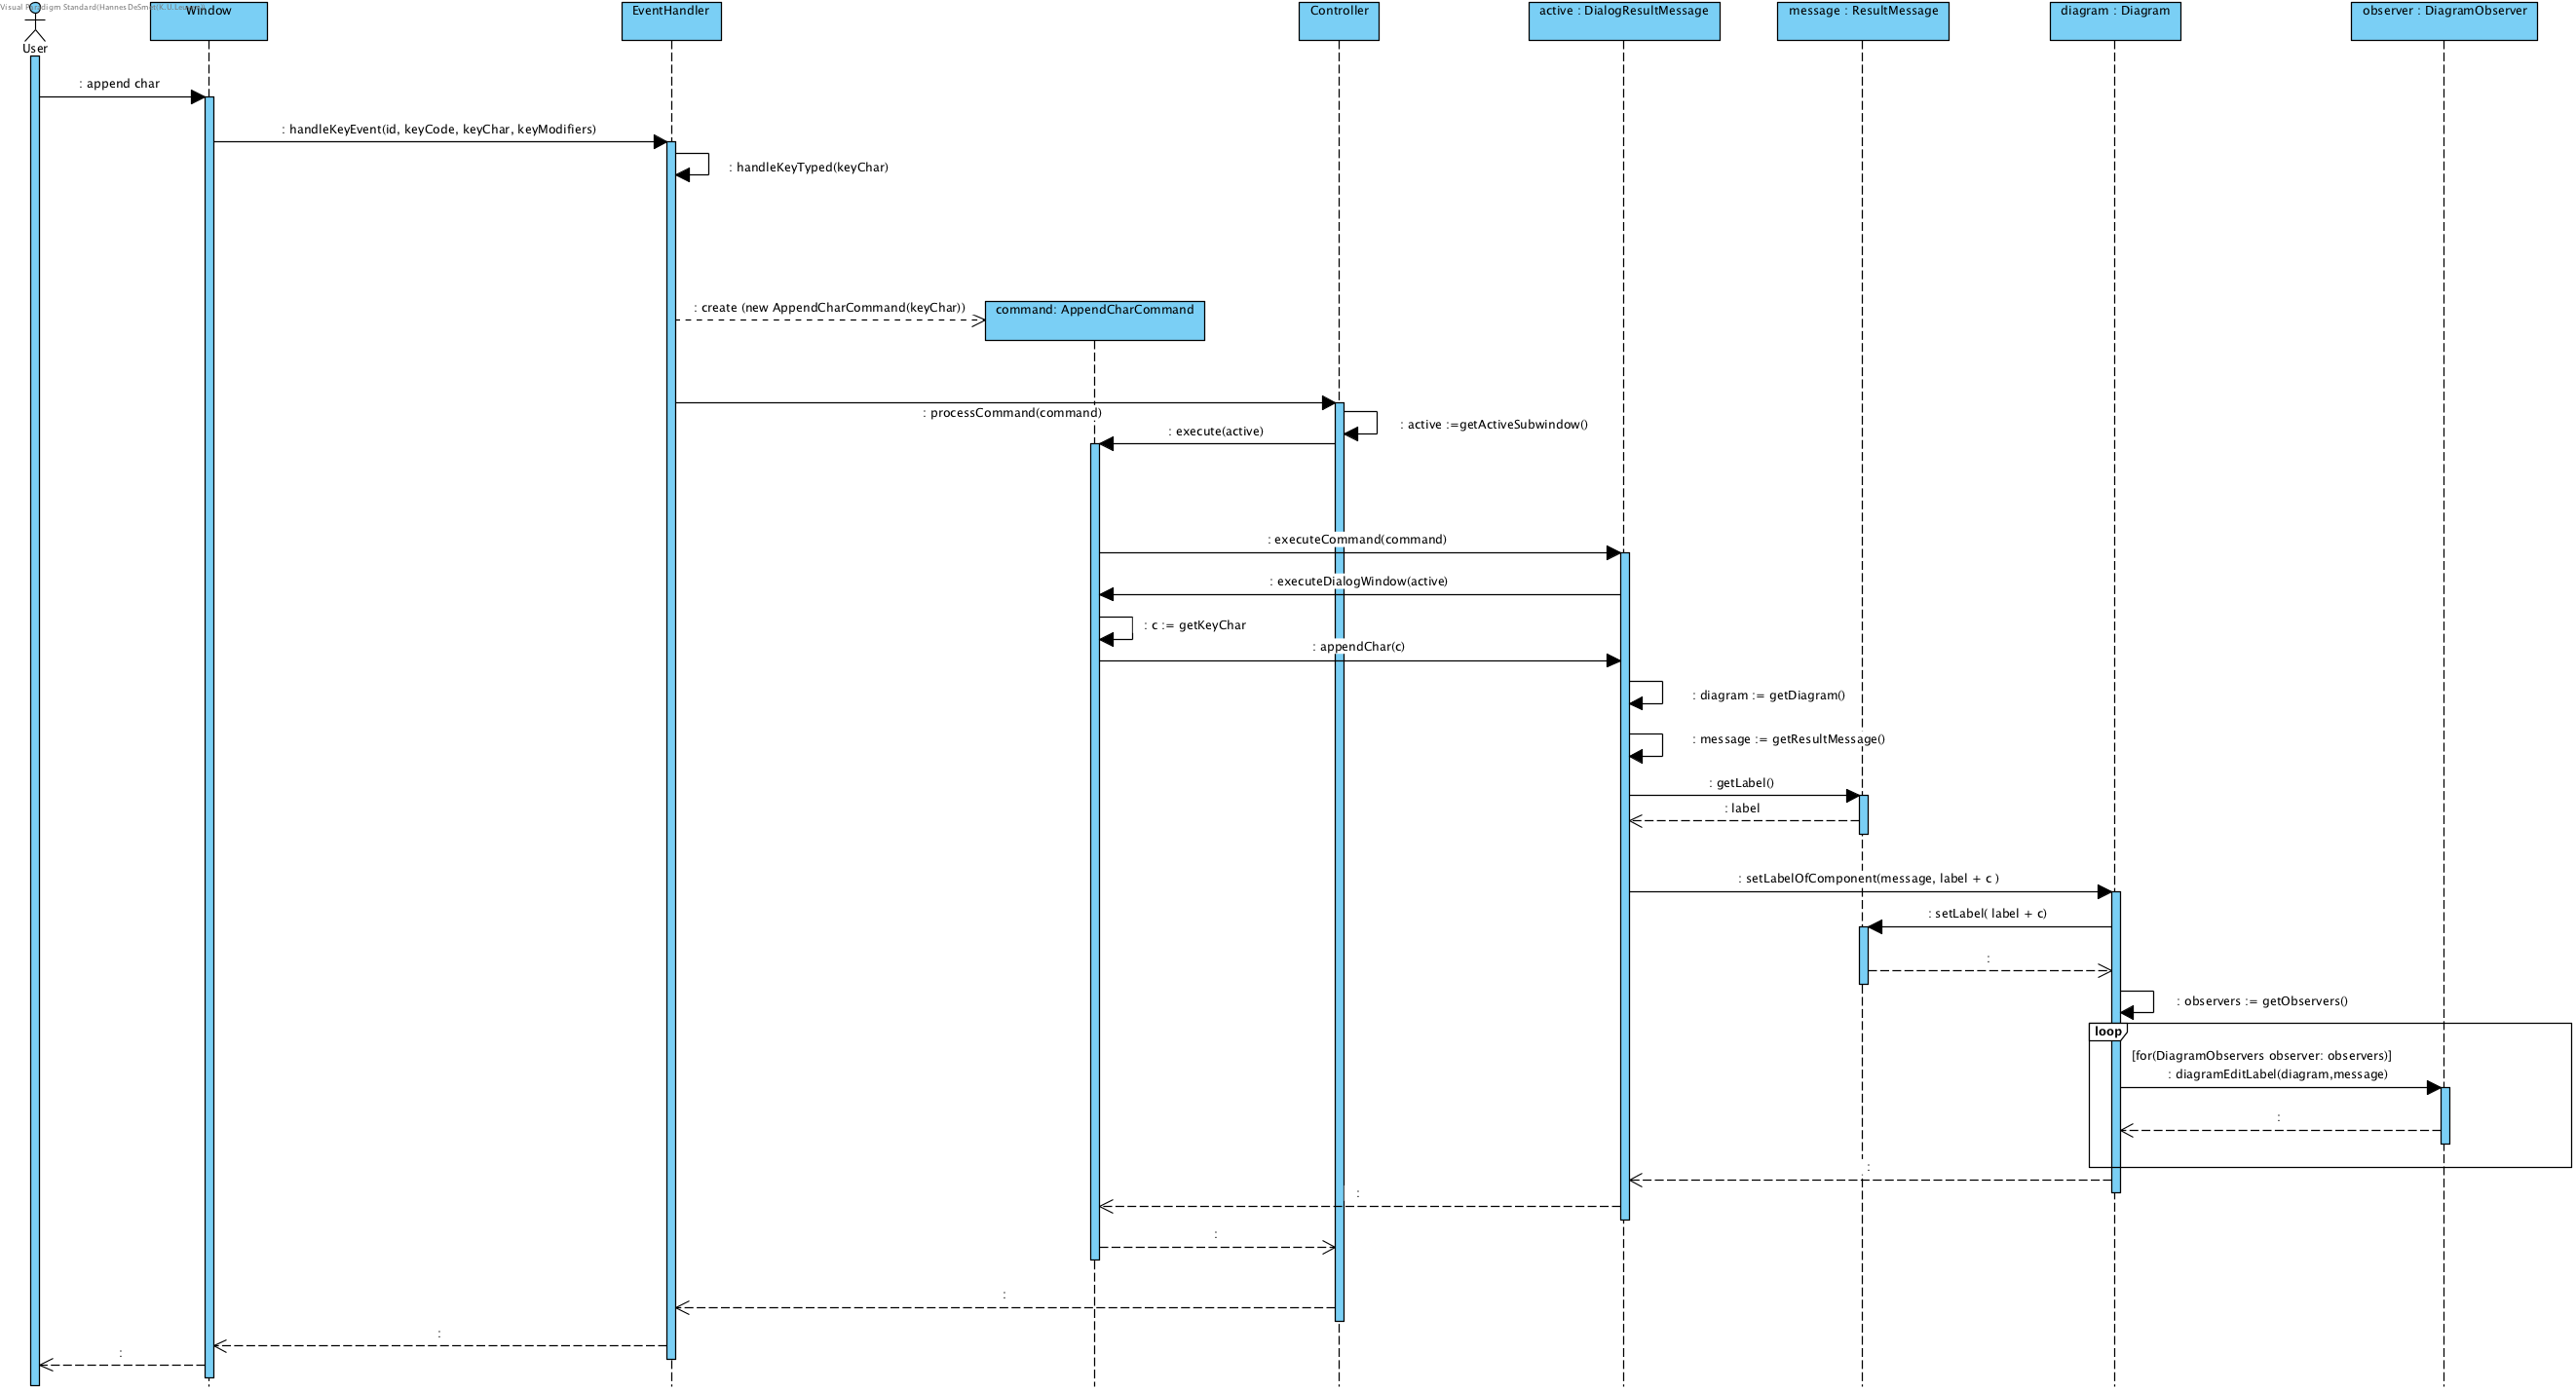 Visual Paradigm Standard(Hannes DeSmet(K.U.Leuven))
User
Window
EventHandler
Controller
active : DialogResultMessage
message : ResultMessage
diagram : Diagram
observer : DiagramObserver
: append char
: handleKeyEvent(id, keyCode, keyChar, keyModifiers)
: handleKeyTyped(keyChar)
: create (new AppendCharCommand(keyChar))
command: AppendCharCommand
: processCommand(command)
: active :=getActiveSubwindow()
: execute(active)
: executeCommand(command)
: executeDialogWindow(active)
: c := getKeyChar
: appendChar(c)
: diagram := getDiagram()
: message := getResultMessage()
: getLabel()
: label
: setLabelOfComponent(message, label + c )
: setLabel( label + c)
:
: observers := getObservers()
loop
[for(DiagramObservers observer: observers)]
: diagramEditLabel(diagram,message)
:
:
:
:
:
:
: